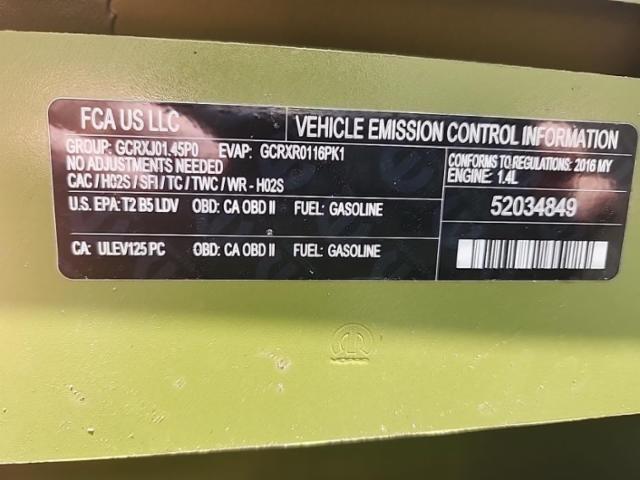 FCA US LLC
VEHICLE EMISSION CONTROL INFORMATION
GROUP: GCRXJ01.45P0 EVAP: GCRXR0116PK1
NO ADJUSTMENTS NEEDED
CAC / H02S / SFI / TC / TWC / WR - H02S
CONFORMS TO REGULATIONS: 2016 MY
ENGINE: 1.4L
U.S. EPA: T2 B5 LDV OBD: CA OBD II FUEL: GASOLINE
52034849
CA: ULEV125 PC OBD: CA OBD II FUEL: GASOLINE